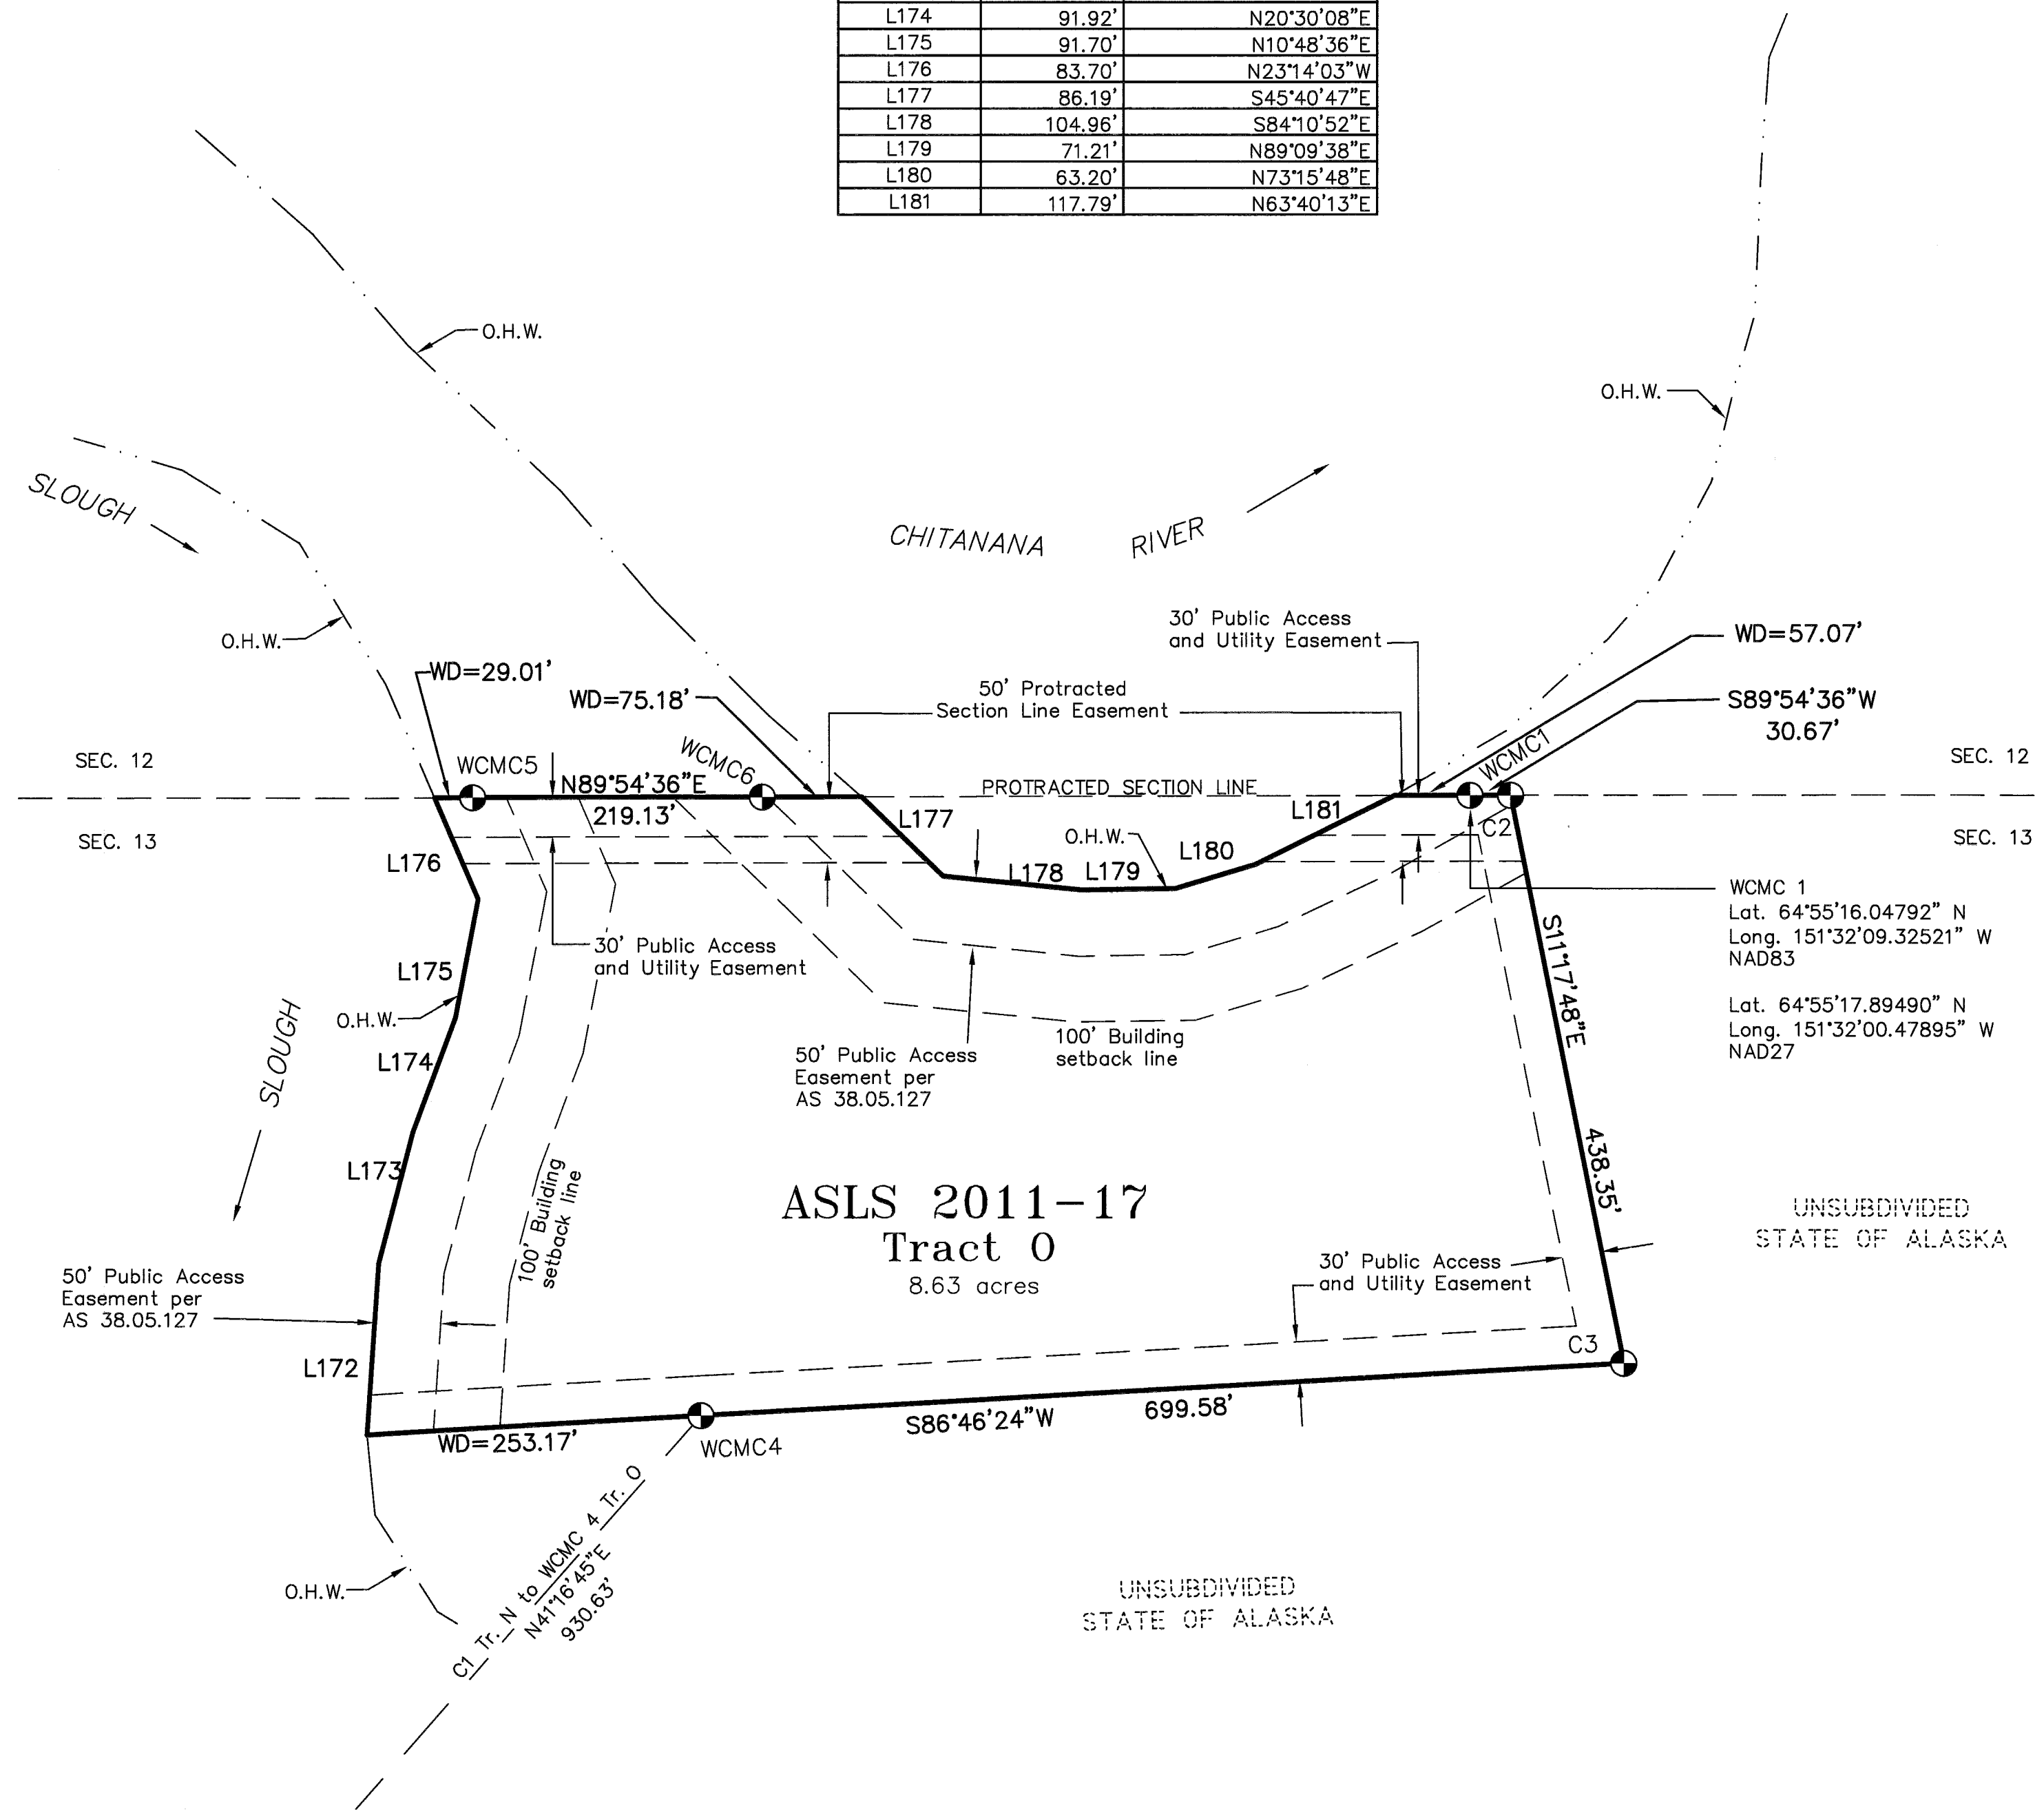 L174 91.92' N20°30'08"E
L175 91.70' N10°48'36"E
L176 83.70' N23°14'03"W
L177 86.19' S45°40'47"E
L178 104.96' S84°10'52"E
L179 71.21' N89°09'38"E
L180 63.20' N73°15'48"E
L181 117.79' N63°40'13"E
O.H.W.
O.H.W.
SLOUGH
CHITANANA RIVER
O.H.W.
30' Public Access
and Utility Easement
WD=57.07'
WD=29.01'
WD=75.18'
50' Protracted
Section Line Easement
S89°54'36"W
30.67'
SEC. 12
WCMC5
WCMC6
WCMC1
SEC. 12
N89°54'36"E
219.13'
PROTRACTED SECTION LINE
SEC. 13
L177
L181
C2
SEC. 13
L176
O.H.W.
L178
L179
L180
WCMC 1
Lat. 64°55'16.04792" N
Long. 151°32'09.32521" W
NAD83
Lat. 64°55'17.89490" N
Long. 151°32'00.47895" W
NAD27
30' Public Access
and Utility Easement
S11°17'48"E
438.35'
L175
O.H.W.
SLOUGH
L174
50' Public Access
Easement per
AS 38.05.127
100' Building
setback line
L173
100' Building
setback line
ASLS 2011-17
Tract O
8.63 acres
UNSUBDIVIDED
STATE OF ALASKA
30' Public Access
and Utility Easement
50' Public Access
Easement per
AS 38.05.127
L172
C3
WD=253.17'
WCMC4
S86°46'24"W
699.58'
C1 Tr. N to WCMC 4 Tr. O
N41°16'45"E
930.63'
O.H.W.
UNSUBDIVIDED
STATE OF ALASKA